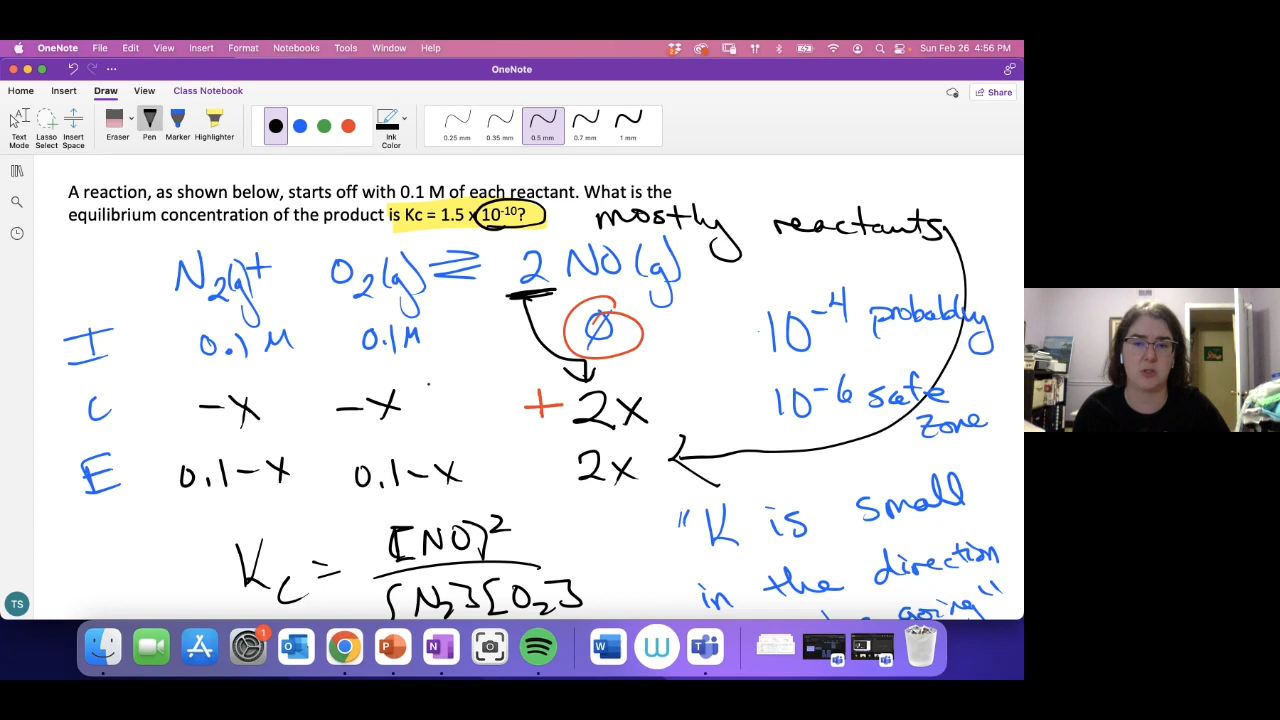 OneNote File Edit View Insert Format Notebooks Tools Window Help Sun Feb 26 4:56 PM
OneNote
Home Insert Draw View Class Notebook Share
Text Mode Lasso Select Insert Space Eraser Pen Marker Highlighter Ink Color 0.25 mm 0.35 mm 0.5 mm 0.7 mm 1 mm
A reaction, as shown below, starts off with 0.1 M of each reactant. What is the
equilibrium concentration of the product is Kc = 1.5 x 10⁻¹⁰?
mostly reactants
N₂(g) + O₂(g) ⇌ 2 NO (g)
I 0.1 M 0.1 M ∅
10⁻⁴ probably
C -x -x +2x
10⁻⁶ safe
zone
E 0.1-x 0.1-x 2x
"K is small
in the direction
going"
Kc = [NO]²
[N₂][O₂]
TS
1